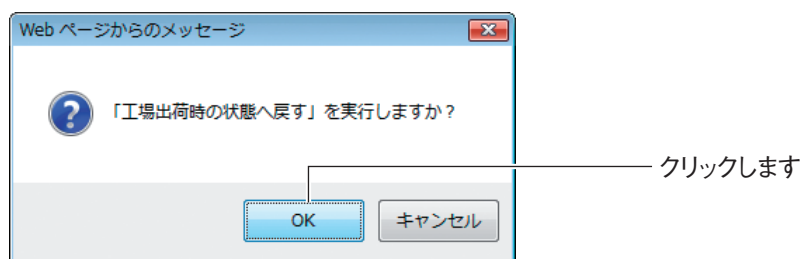 Web ページからのメッセージ
「工場出荷時の状態へ戻す」を実行しますか？
クリックします
OK
キャンセル